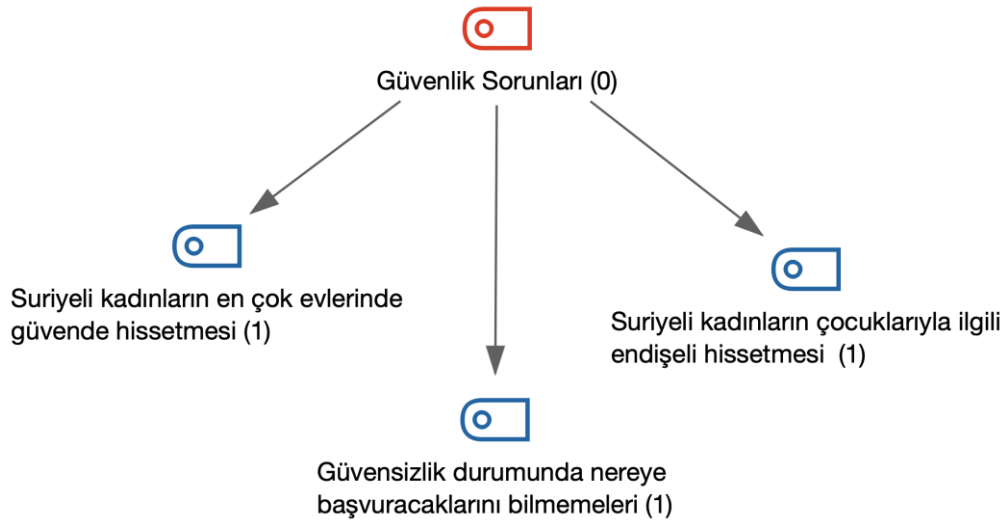 Güvenlik Sorunları (0)
Suriyeli kadınların en çok evlerinde
güvende hissetmesi (1)
Suriyeli kadınların çocuklarıyla ilgili
endişeli hissetmesi (1)
Güvensizlik durumunda nereye
başvuracaklarını bilmemeleri (1)